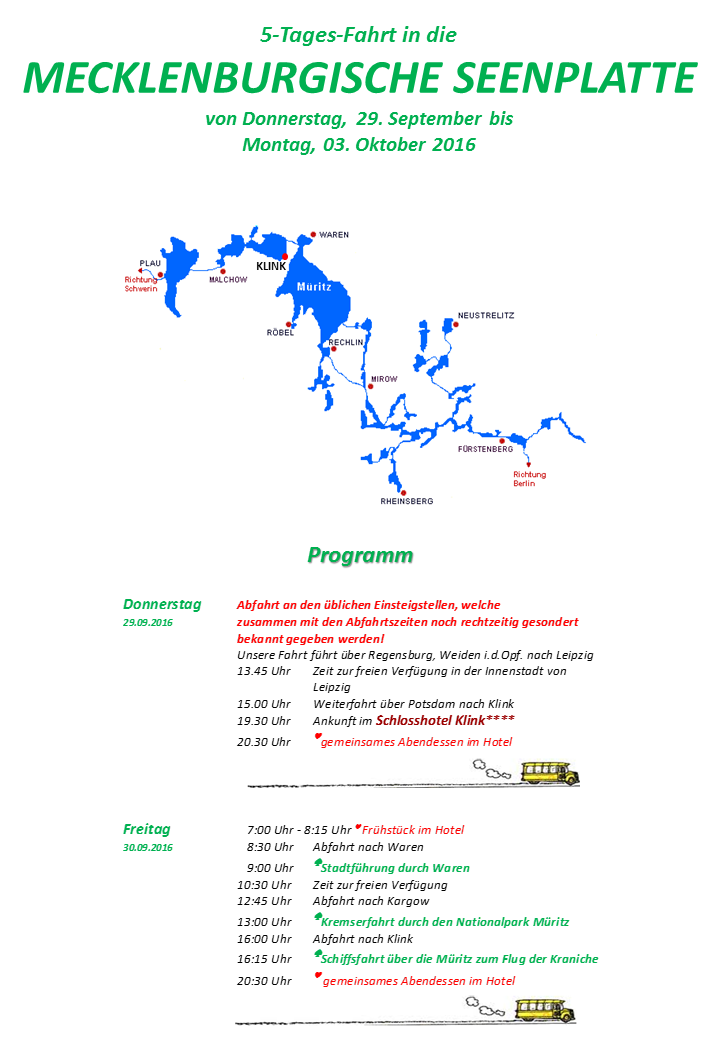 5-Tages-Fahrt in die
MECKLENBURGISCHE SEENPLATTE
von Donnerstag, 29. September bis
Montag, 03. Oktober 2016
WAREN
PLAU
KLINK
Richtung
Schwerin
MALCHOW
Müritz
NEUSTRELITZ
RÖBEL
RECHLIN
MIROW
FÜRSTENBERG
Richtung
Berlin
RHEINSBERG
Programm
Donnerstag Abfahrt an den üblichen Einsteigstellen, welche
29.09.2016 zusammen mit den Abfahrtszeiten noch rechtzeitig gesondert
bekannt gegeben werden!
Unsere Fahrt führt über Regensburg, Weiden i.d.Opf. nach Leipzig
13.45 Uhr Zeit zur freien Verfügung in der Innenstadt von
Leipzig
15.00 Uhr Weiterfahrt über Potsdam nach Klink
19.30 Uhr Ankunft im Schlosshotel Klink****
20.30 Uhr ♥gemeinsames Abendessen im Hotel
Freitag 7:00 Uhr - 8:15 Uhr ♥Frühstück im Hotel
30.09.2016 8:30 Uhr Abfahrt nach Waren
9:00 Uhr ♣Stadtführung durch Waren
10:30 Uhr Zeit zur freien Verfügung
12:45 Uhr Abfahrt nach Kargow
13:00 Uhr ♣Kremserfahrt durch den Nationalpark Müritz
16:00 Uhr Abfahrt nach Klink
16:15 Uhr ♣Schiffsfahrt über die Müritz zum Flug der Kraniche
20:30 Uhr ♥ gemeinsames Abendessen im Hotel